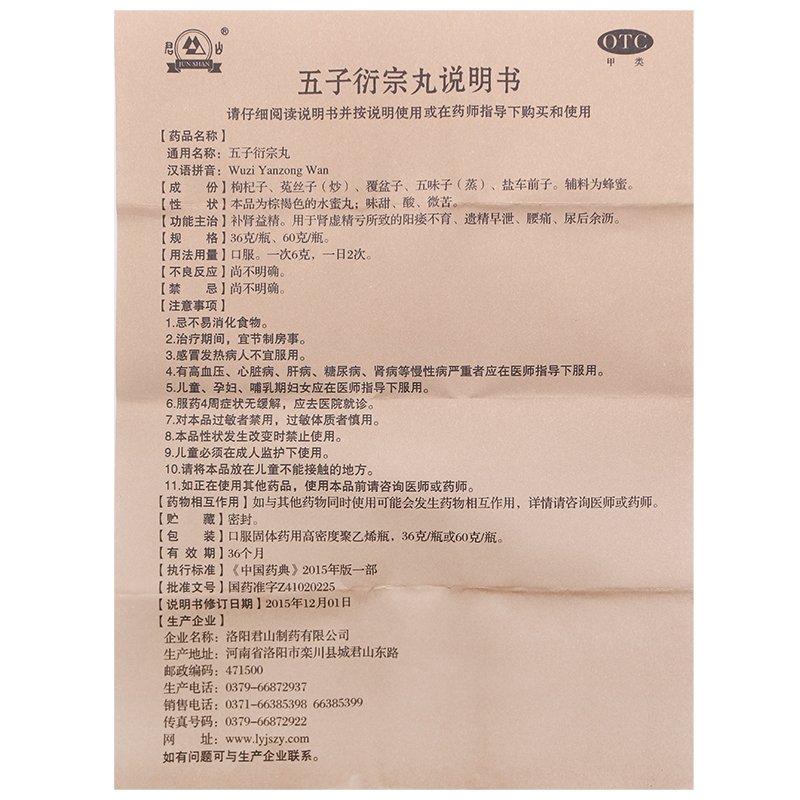 君山®
JUN SHAN
OTC
甲 类
五子衍宗丸说明书
请仔细阅读说明书并按说明使用或在药师指导下购买和使用
【药品名称】
通用名称：五子衍宗丸
汉语拼音：Wuzi Yanzong Wan
【成 份】枸杞子、菟丝子（炒）、覆盆子、五味子（蒸）、盐车前子。辅料为蜂蜜。
【性 状】本品为棕褐色的水蜜丸；味甜、酸、微苦。
【功能主治】补肾益精。用于肾虚精亏所致的阳痿不育、遗精早泄、腰痛、尿后余沥。
【规 格】36克/瓶、60克/瓶。
【用法用量】口服。一次6克，一日2次。
【不良反应】尚不明确。
【禁 忌】尚不明确。
【注意事项】
1.忌不易消化食物。
2.治疗期间，宜节制房事。
3.感冒发热病人不宜服用。
4.有高血压、心脏病、肝病、糖尿病、肾病等慢性病严重者应在医师指导下服用。
5.儿童、孕妇、哺乳期妇女应在医师指导下服用。
6.服药4周症状无缓解，应去医院就诊。
7.对本品过敏者禁用，过敏体质者慎用。
8.本品性状发生改变时禁止使用。
9.儿童必须在成人监护下使用。
10.请将本品放在儿童不能接触的地方。
11.如正在使用其他药品，使用本品前请咨询医师或药师。
【药物相互作用】如与其他药物同时使用可能会发生药物相互作用，详情请咨询医师或药师。
【贮 藏】密封。
【包 装】口服固体药用高密度聚乙烯瓶，36克/瓶或60克/瓶。
【有 效 期】36个月
【执行标准】《中国药典》2015年版一部
【批准文号】国药准字Z41020225
【说明书修订日期】2015年12月01日
【生产企业】
企业名称：洛阳君山制药有限公司
生产地址：河南省洛阳市栾川县城君山东路
邮政编码：471500
生产电话：0379-66872937
销售电话：0371-66385398 66385399
传真号码：0379-66872922
网 址：www.lyjszy.com
如有问题可与生产企业联系。